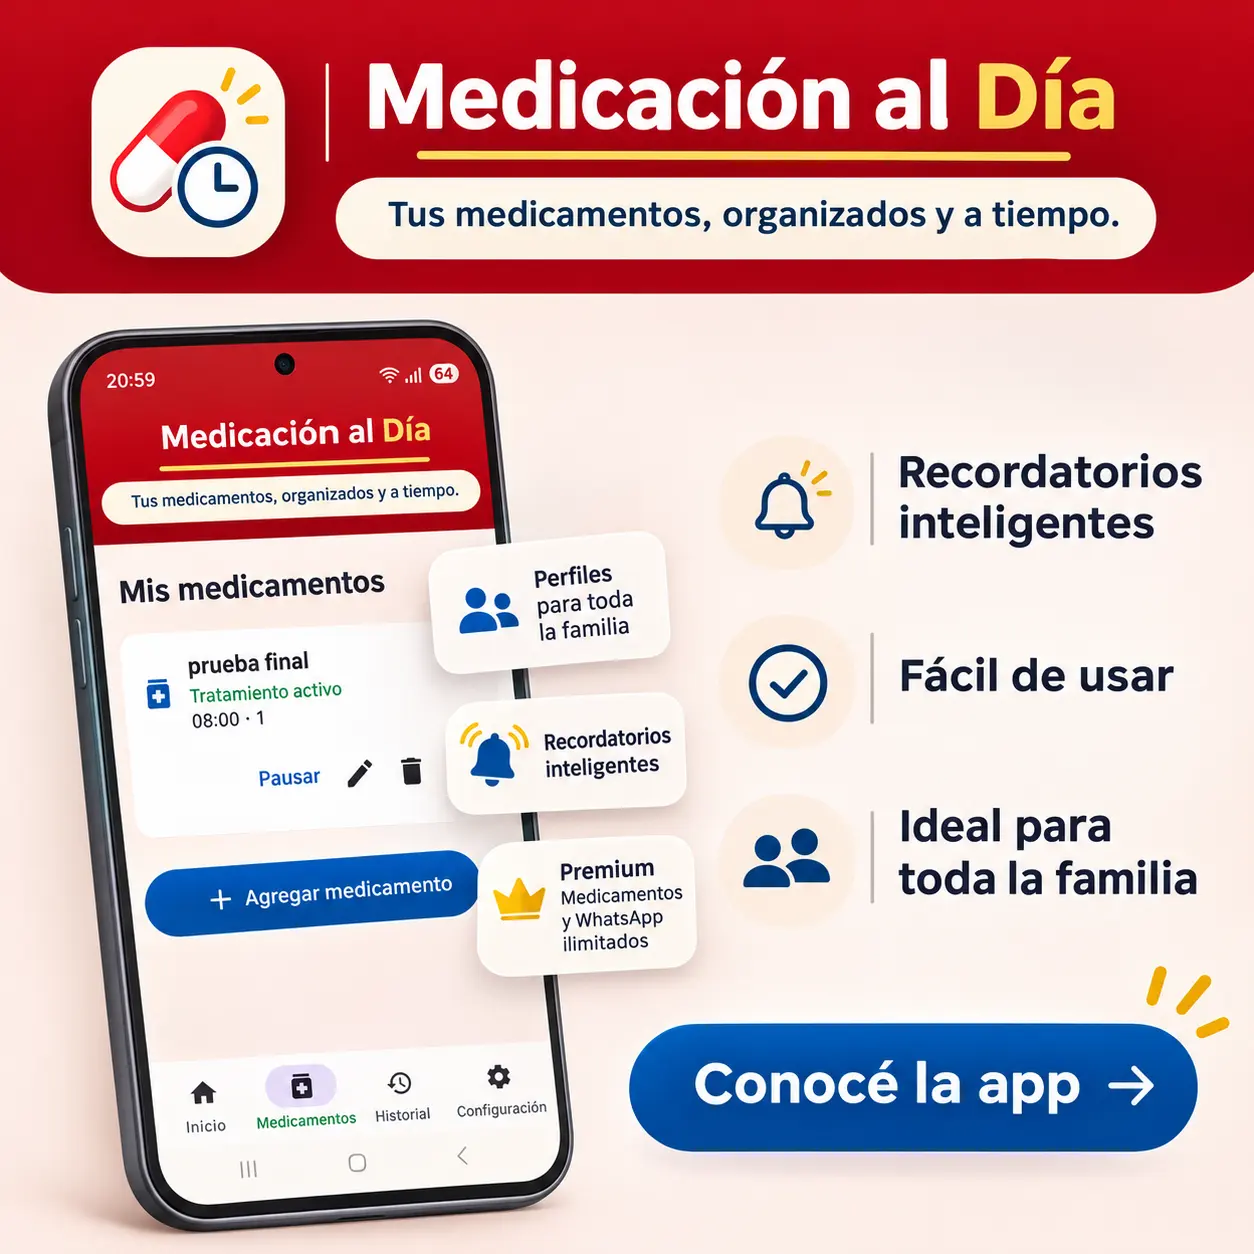 Medicación al Día
Tus medicamentos, organizados y a tiempo.
20:59
64
Medicación al Día
Tus medicamentos, organizados y a tiempo.
Mis medicamentos
prueba final
Tratamiento activo
08:00 · 1
Pausar
+ Agregar medicamento
Inicio
Medicamentos
Historial
Configuración
Perfiles
para toda
la familia
Recordatorios
inteligentes
Premium
Medicamentos
y WhatsApp
ilimitados
Recordatorios
inteligentes
Fácil de usar
Ideal para
toda la familia
Conocé la app →